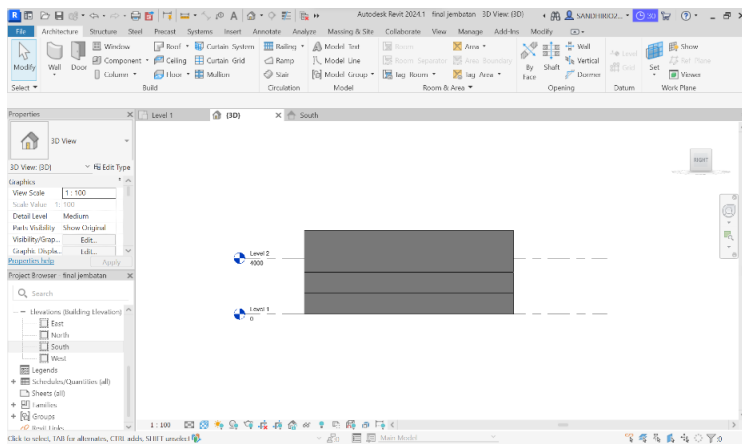 Autodesk Revit 2024.1 final jembatan 3D View: {3D}
SANDHRIO2...
30
File Architecture Structure Steel Precast Systems Insert Annotate Analyze Massing & Site Collaborate View Manage Add-Ins Modify
Modify
Wall
Door
Window
Component
Column
Roof
Ceiling
Floor
Curtain System
Curtain Grid
Mullion
Railing
Ramp
Stair
Model Text
Model Line
Model Group
Room
Room Separator
Tag Room
Area
Area Boundary
Tag Area
By Face
Shaft
Wall
Vertical
Dormer
Level
Grid
Set
Show
Ref Plane
Viewer
Select Build Circulation Model Room & Area Opening Datum Work Plane
Properties
Level 1 {3D} South
3D View
3D View: {3D} Edit Type
Graphics
View Scale 1 : 100
Scale Value 1: 100
Detail Level Medium
Parts Visibility Show Original
Visibility/Grap... Edit...
Graphic Displa... Edit...
Properties help Apply
Project Browser - final jembatan
Search
Elevations (Building Elevation)
East
North
South
West
Legends
Schedules/Quantities (all)
Sheets (all)
Families
Groups
Revit Links
RIGHT
Level 2
4000
Level 1
0
1 : 100
Click to select, TAB for alternates, CTRL adds, SHIFT unselect
:0
Main Model
:0